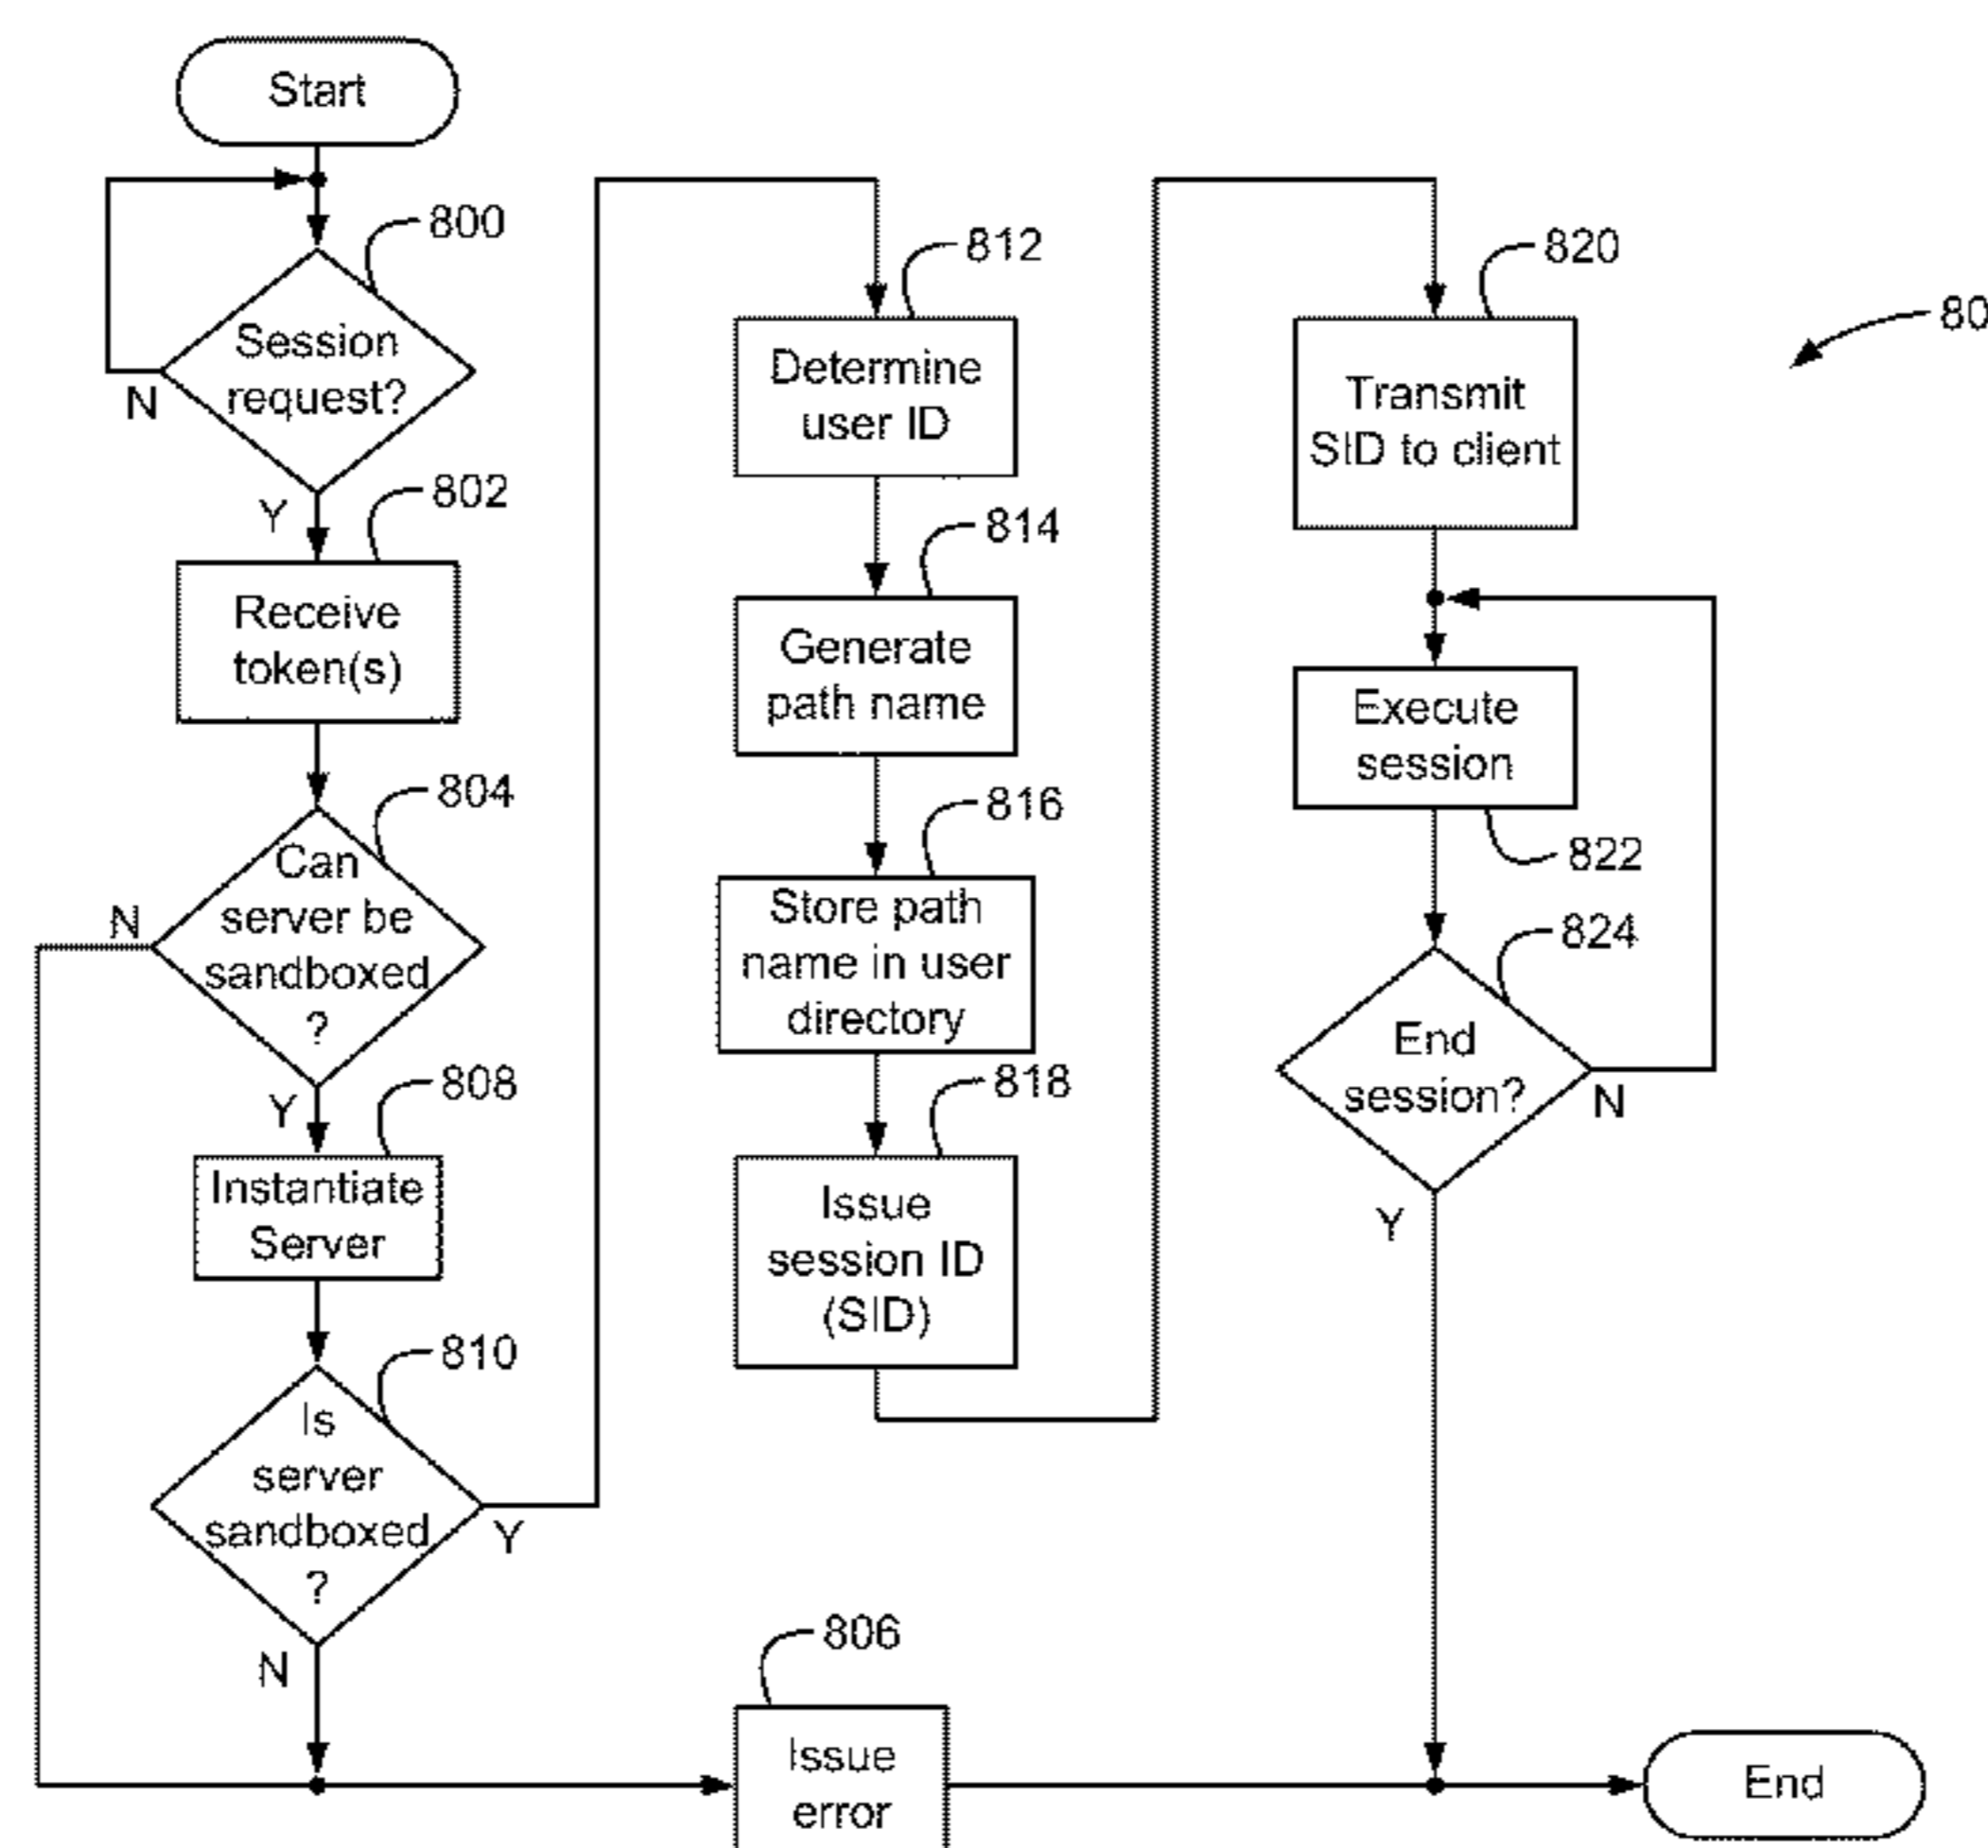 Start
800
Session
request?
N
Y
802
Receive
token(s)
804
Can
server be
sandboxed
?
N
Y
808
Instantiate
Server
810
Is
server
sandboxed
?
Y
N
806
Issue
error
812
Determine
user ID
814
Generate
path name
816
Store path
name in user
directory
818
Issue
session ID
(SID)
820
Transmit
SID to client
Execute
session
822
824
End
session?
N
Y
End
80